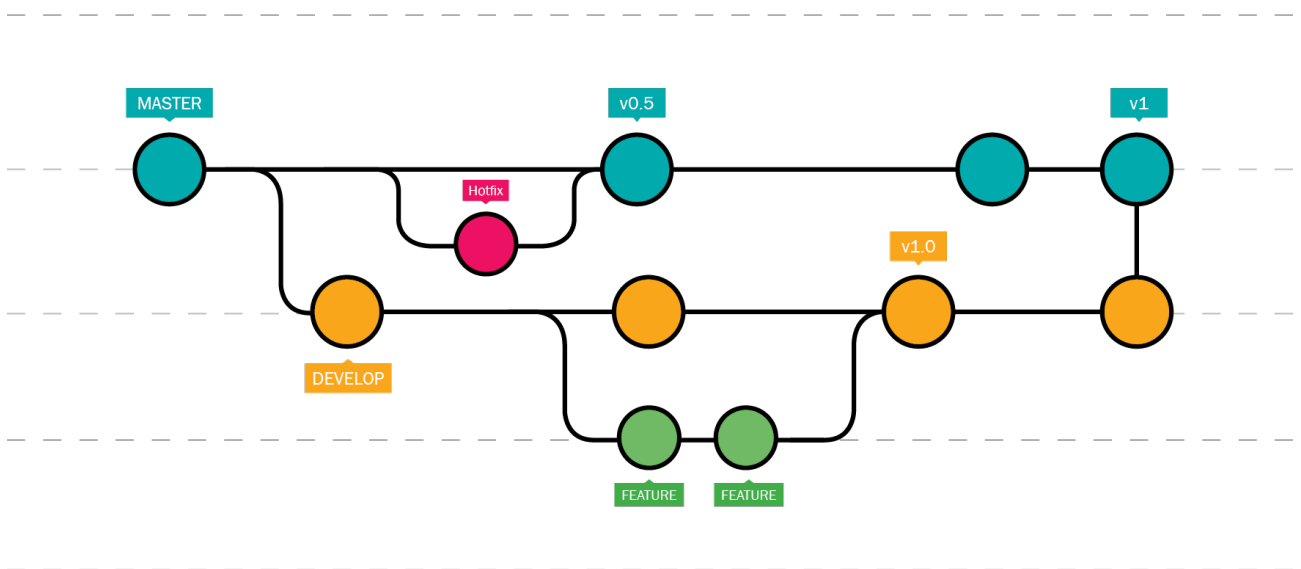 MASTER
v0.5
v1
Hotfix
v1.0
DEVELOP
FEATURE
FEATURE